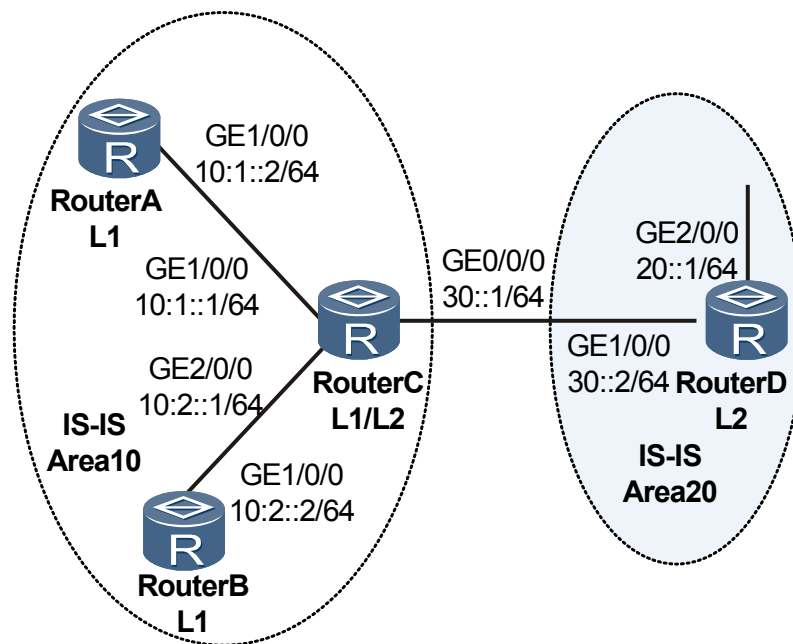 GE1/0/0
10:1::2/64
R
RouterA
L1
GE1/0/0
10:1::1/64
GE2/0/0
10:2::1/64
R
RouterC
L1/L2
IS-IS
Area10
GE1/0/0
10:2::2/64
R
RouterB
L1
GE0/0/0
30::1/64
GE2/0/0
20::1/64
R
GE1/0/0
30::2/64
RouterD
L2
IS-IS
Area20